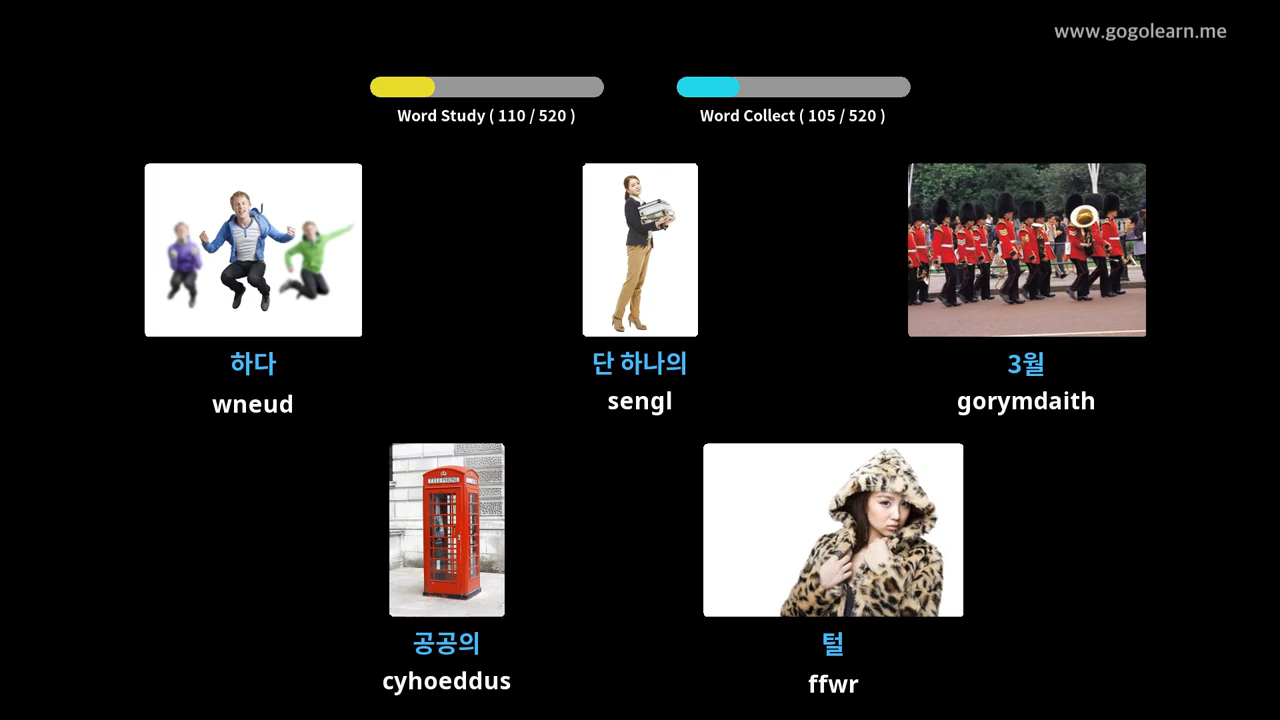 www.gogolearn.me
Word Study ( 110 / 520 )
Word Collect ( 105 / 520 )
하다
wneud
단 하나의
sengl
3월
gorymdaith
TELEPHONE
공공의
cyhoeddus
털
ffwr